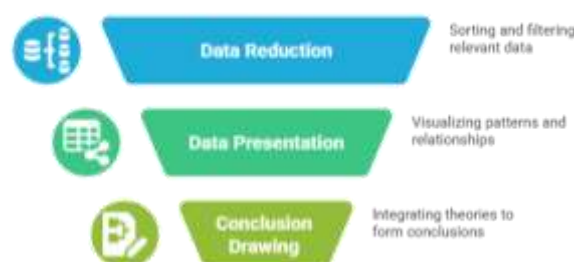 Data Reduction
Sorting and filtering
relevant data
Data Presentation
Visualizing patterns and
relationships
Conclusion
Drawing
Integrating theories to
form conclusions